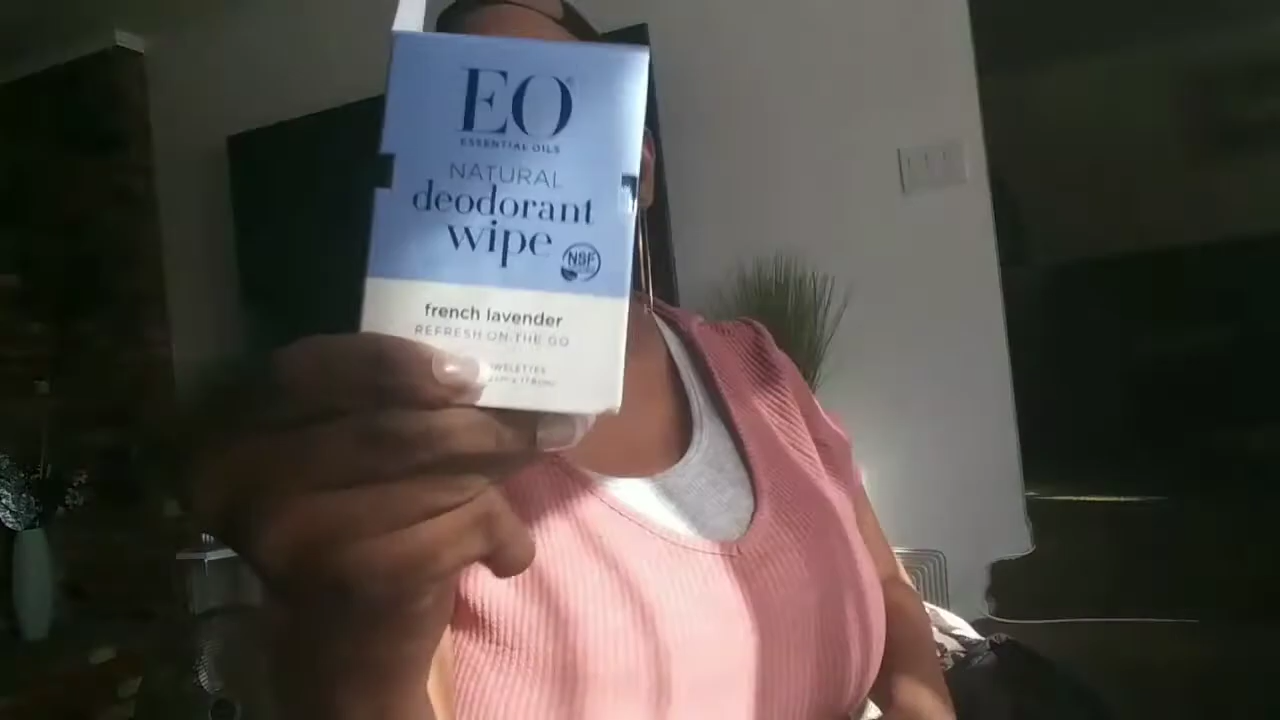 EO
ESSENTIAL OILS
NATURAL
deodorant
wipe
NSF
french lavender
REFRESH ON-THE-GO